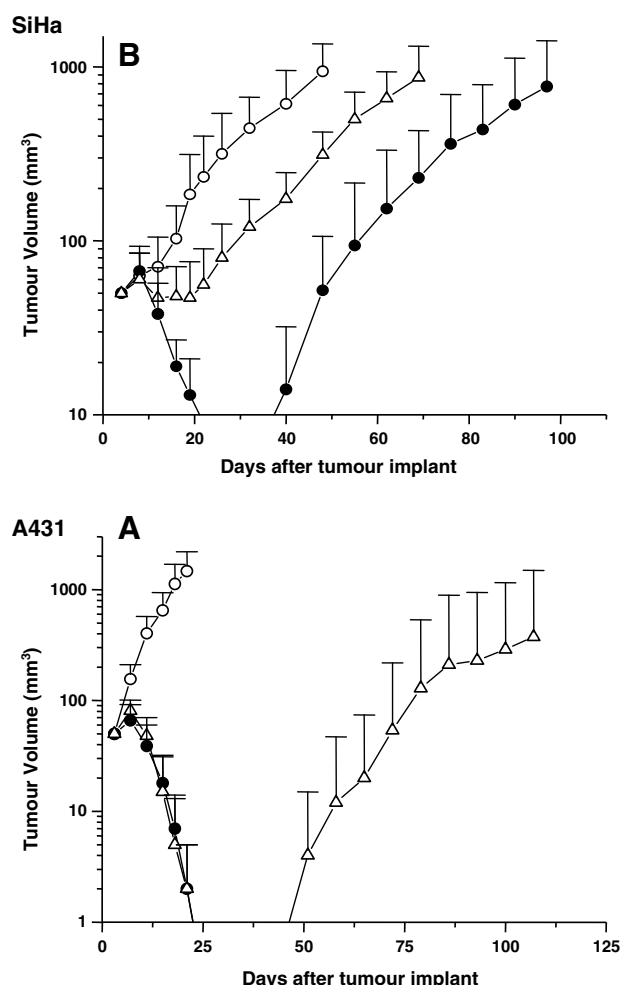 SiHa
B
1000
100
10
Tumour Volume (mm³)
0 20 40 60 80 100
Days after tumour implant
A431
A
1000
100
10
1
Tumour Volume (mm³)
0 25 50 75 100 125
Days after tumour implant